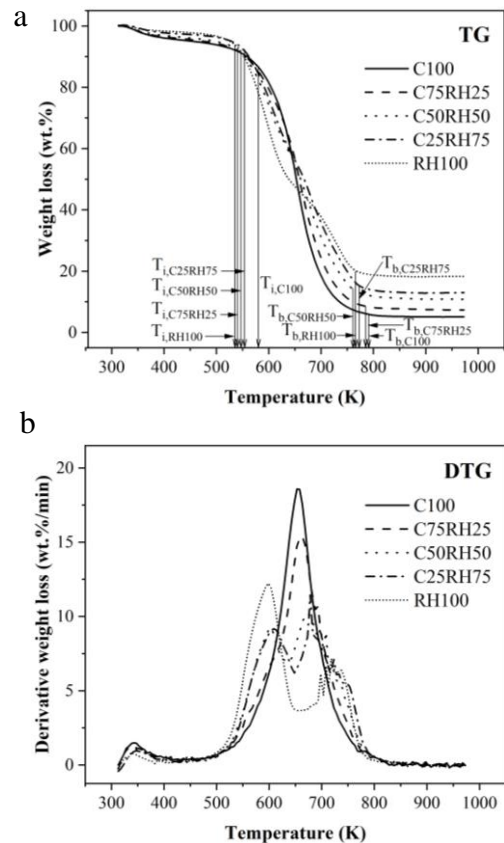 a
TG
C100
C75RH25
C50RH50
C25RH75
RH100
100
80
60
40
20
0
Weight loss (wt.%)
T_i,C25RH75
T_i,C50RH50
T_i,C75RH25
T_i,RH100
T_i,C100
T_b,C50RH50
T_b,RH100
T_b,C25RH75
T_b,C75RH25
T_b,C100
300 400 500 600 700 800 900 1000
Temperature (K)
b
DTG
C100
C75RH25
C50RH50
C25RH75
RH100
20
15
10
5
0
Derivative weight loss (wt.%/min)
300 400 500 600 700 800 900 1000
Temperature (K)